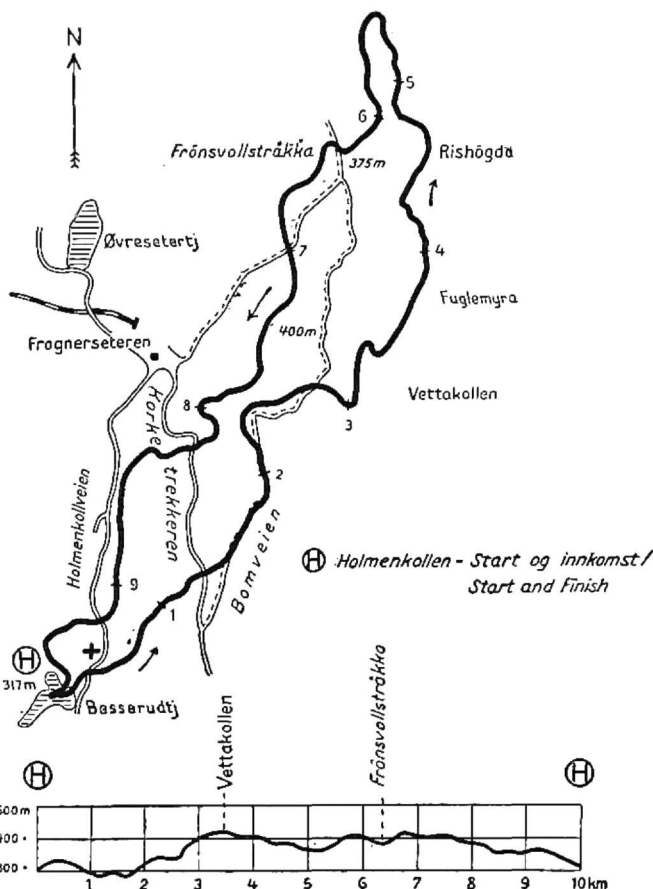 N
5
6
Frönsvollstråkka
375m
Rishögda
Øvresetertj
7
4
Fuglemyra
400m
Frognerseteren
Vettakollen
8
3
Korketrekkeren
2
Holmenkollveien
Bomveien
Ⓗ Holmenkollen - Start og innkomst/
Start and Finish
9
1
Ⓗ
317m
Besserudtj
Vettakollen
Frönsvollstråkka
Ⓗ
Ⓗ
500m
400
300
1 2 3 4 5 6 7 8 9 10km